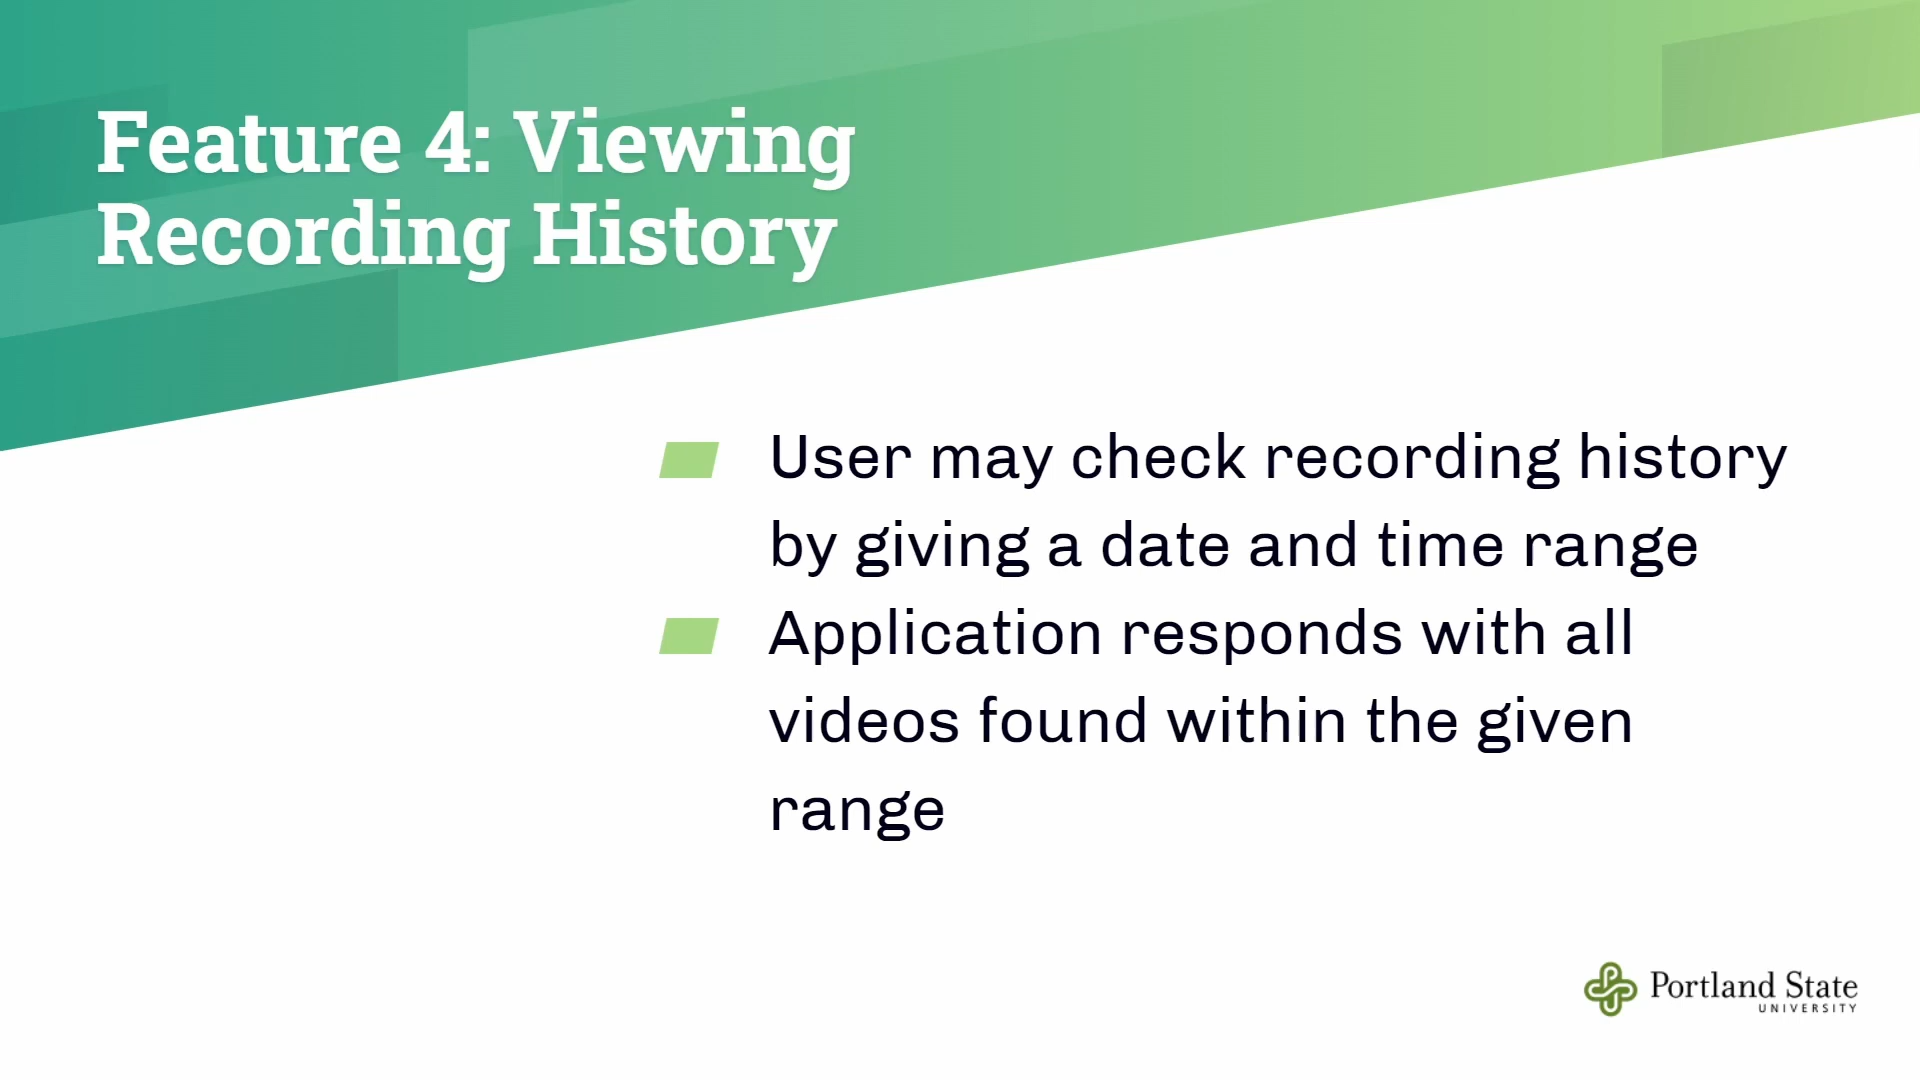 Feature 4: Viewing
Recording History
User may check recording history
by giving a date and time range
Application responds with all
videos found within the given
range
Portland State
UNIVERSITY